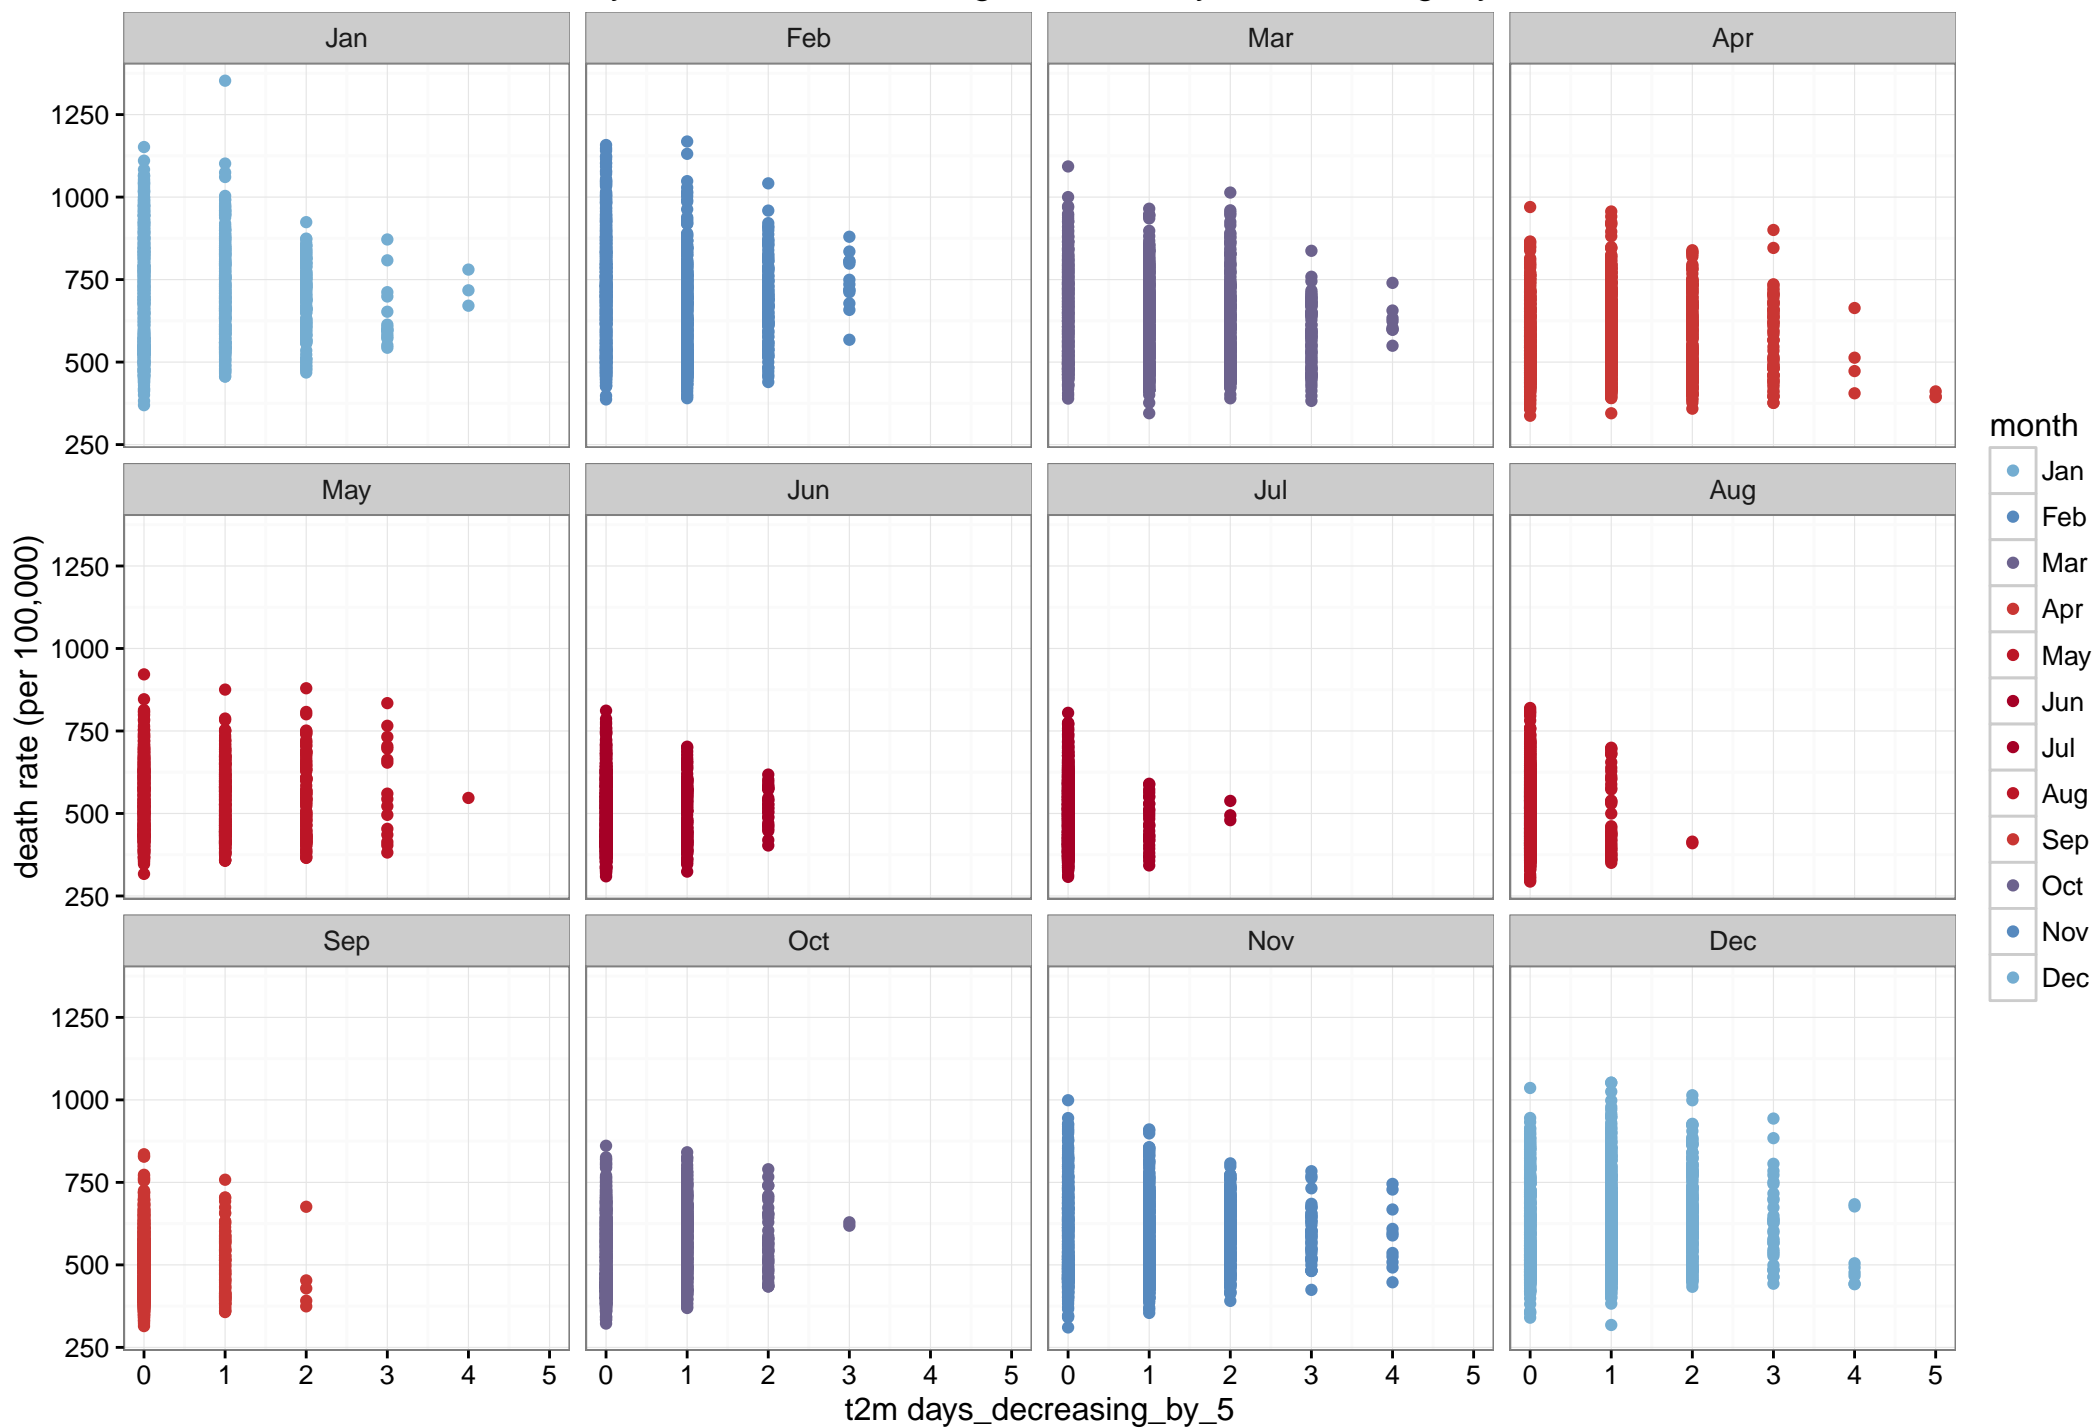 Jan Feb Mar Apr
1250
1000
750
500
250
May Jun Jul Aug
1250
1000
750
500
250
Sep Oct Nov Dec
1250
1000
750
500
250
0 1 2 3 4 5 0 1 2 3 4 5 0 1 2 3 4 5 0 1 2 3 4 5
t2m days_decreasing_by_5
death rate (per 100,000)
month
Jan
Feb
Mar
Apr
May
Jun
Jul
Aug
Sep
Oct
Nov
Dec